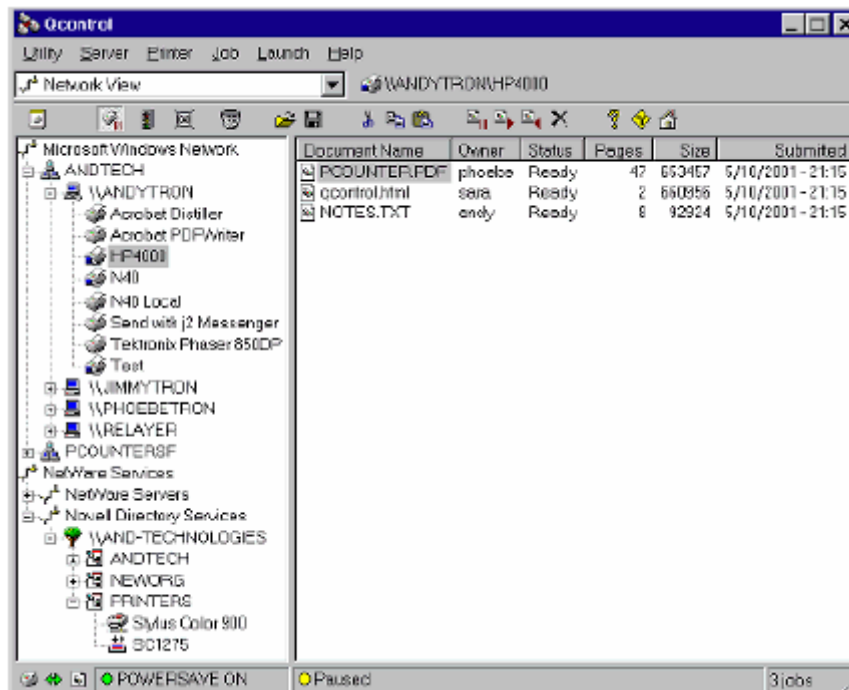 Qcontrol
Utility Server Printer Job Launch Help
Network View \\ANDYTRON\HP4000
Microsoft Windows Network
ANDTECH
\\ANDYTRON
Acrobat Distiller
Acrobat PDFWriter
HP4000
N40
N40 Local
Send with j2 Messenger
Tektronix Phaser 850DP
Test
\\JIMMYTRON
\\PHOEBETRON
\\RELAYER
PCOUNTERSF
NetWare Services
NetWare Servers
Novell Directory Services
\\AND-TECHNOLOGIES
ANDTECH
NEWORG
PRINTERS
Stylus Color 900
SC1275
Document Name Owner Status Pages Size Submitted
PCOUNTER.PDF phoebe Ready 47 653457 5/10/2001 - 21:15
qcontrol.html sara Ready 2 660956 5/10/2001 - 21:15
NOTES.TXT andy Ready 8 92924 5/10/2001 - 21:15
POWERSAVE ON Paused 3 jobs